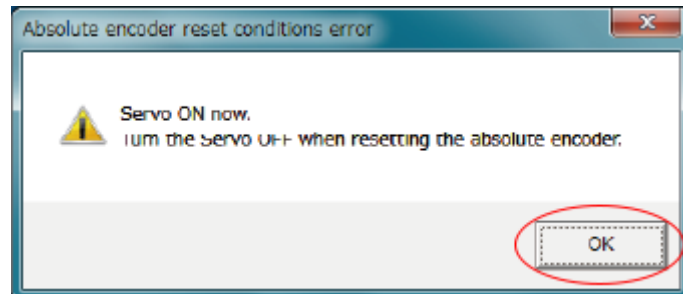 Absolute encoder reset conditions error
Servo ON now.
Turn the Servo OFF when resetting the absolute encoder.
OK